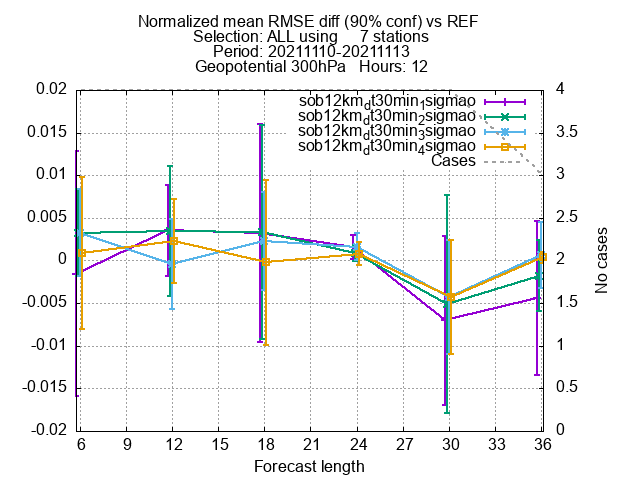 Normalized mean RMSE diff (90% conf) vs REF
Selection: ALL using 7 stations
Period: 20211110-20211113
Geopotential 300hPa Hours: 12
sob12km_dt30min_1sigmao
sob12km_dt30min_2sigmao
sob12km_dt30min_3sigmao
sob12km_dt30min_4sigmao
Cases
0.02
0.015
0.01
0.005
0
-0.005
-0.01
-0.015
-0.02
4
3.5
3
2.5
2
1.5
1
0.5
0
No cases
6 9 12 15 18 21 24 27 30 33 36
Forecast length